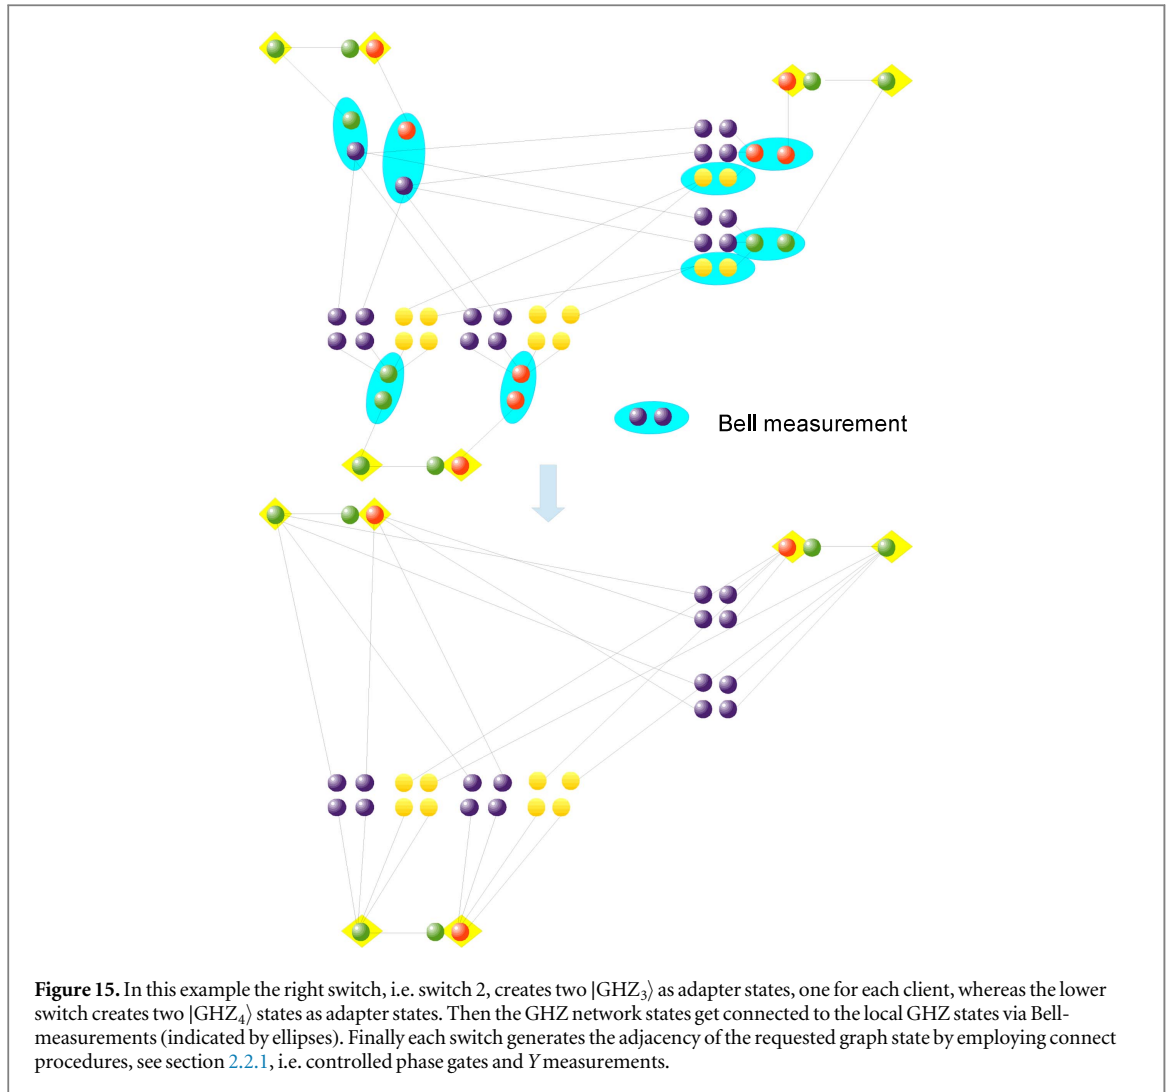 Bell measurement
Figure 15. In this example the right switch, i.e. switch 2, creates two |GHZ₃⟩ as adapter states, one for each client, whereas the lower
switch creates two |GHZ₄⟩ states as adapter states. Then the GHZ network states get connected to the local GHZ states via Bell-
measurements (indicated by ellipses). Finally each switch generates the adjacency of the requested graph state by employing connect
procedures, see section 2.2.1, i.e. controlled phase gates and Y measurements.